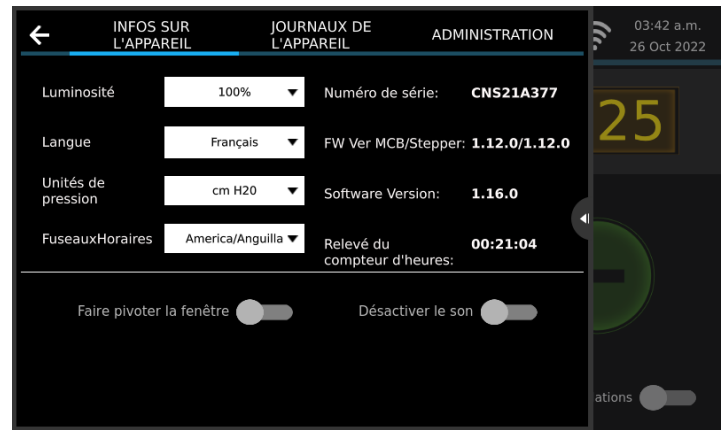 INFOS SUR
L'APPAREIL
JOURNAUX DE
L'APPAREIL
ADMINISTRATION
03:42 a.m.
26 Oct 2022
Luminosité
100%
Numéro de série:
CNS21A377
25
Langue
Français
FW Ver MCB/Stepper:
1.12.0/1.12.0
Unités de
pression
cm H20
Software Version:
1.16.0
FuseauxHoraires
America/Anguilla
Relevé du
compteur d'heures:
00:21:04
Faire pivoter la fenêtre
Désactiver le son
ations